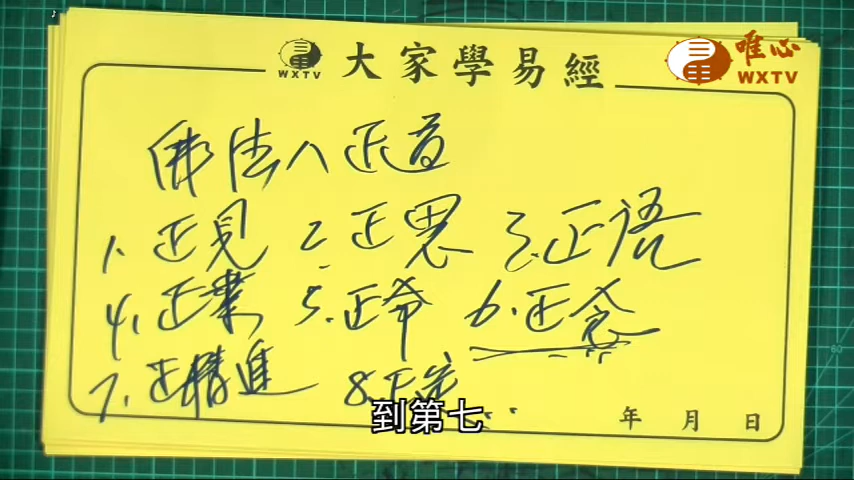 唯心
WXTV
WXTV 大家學易經
佛法八正道
1. 正見 2. 正思 3. 正语
4. 正業 5. 正命 6. 正念
7. 正精進 8. 正定
年 月 日
到第七